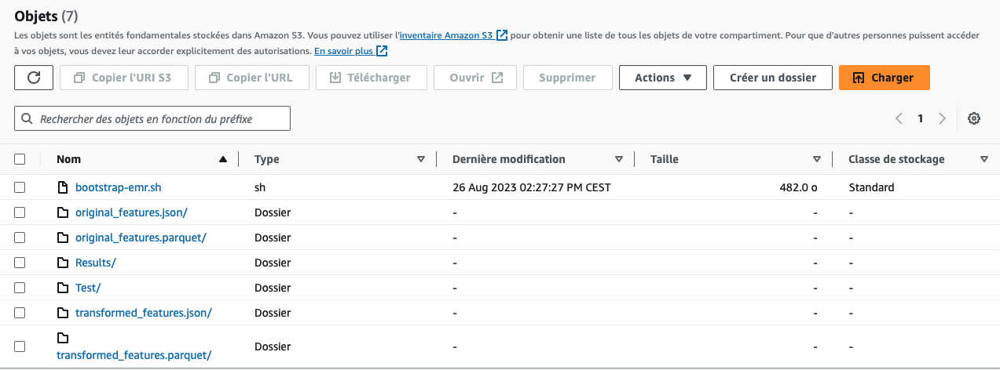 Objets (7)
Les objets sont les entités fondamentales stockées dans Amazon S3. Vous pouvez utiliser l'inventaire Amazon S3 pour obtenir une liste de tous les objets de votre compartiment. Pour que d'autres personnes puissent accéder
à vos objets, vous devez leur accorder explicitement des autorisations. En savoir plus
Copier l'URI S3 Copier l'URL Télécharger Ouvrir Supprimer Actions Créer un dossier Charger
Rechercher des objets en fonction du préfixe 1
Nom Type Dernière modification Taille Classe de stockage
bootstrap-emr.sh sh 26 Aug 2023 02:27:27 PM CEST 482.0 o Standard
original_features.json/ Dossier - - -
original_features.parquet/ Dossier - - -
Results/ Dossier - - -
Test/ Dossier - - -
transformed_features.json/ Dossier - - -
transformed_features.parquet/ Dossier - - -